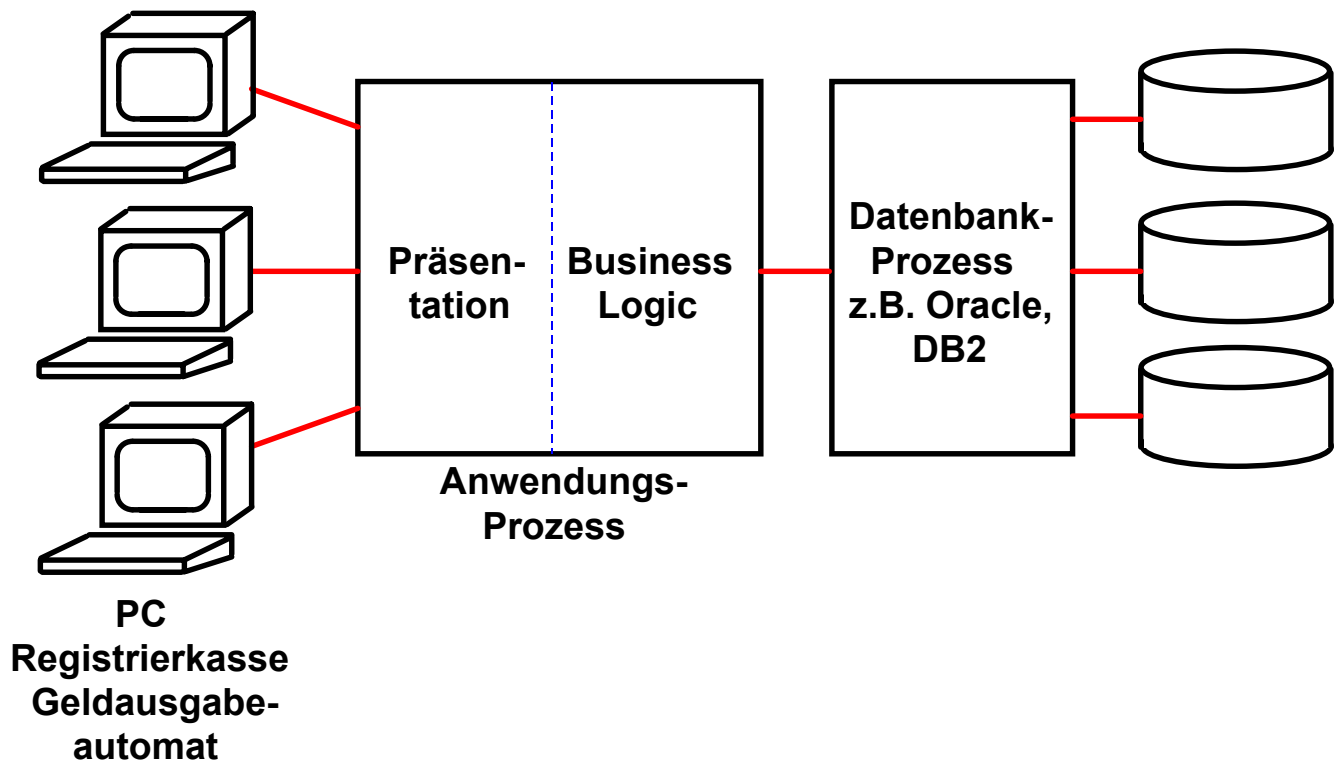 Präsen-
tation
Business
Logic
Datenbank-
Prozess
z.B. Oracle,
DB2
Anwendungs-
Prozess
PC
Registrierkasse
Geldausgabe-
automat